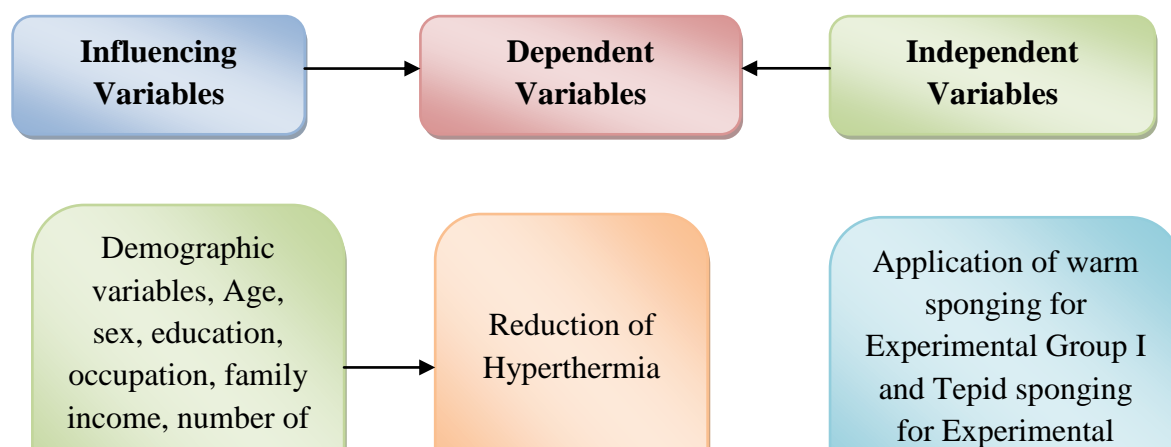 Influencing
Variables
Dependent
Variables
Independent
Variables
Demographic
variables, Age,
sex, education,
occupation, family
income, number of
Reduction of
Hyperthermia
Application of warm
sponging for
Experimental Group I
and Tepid sponging
for Experimental